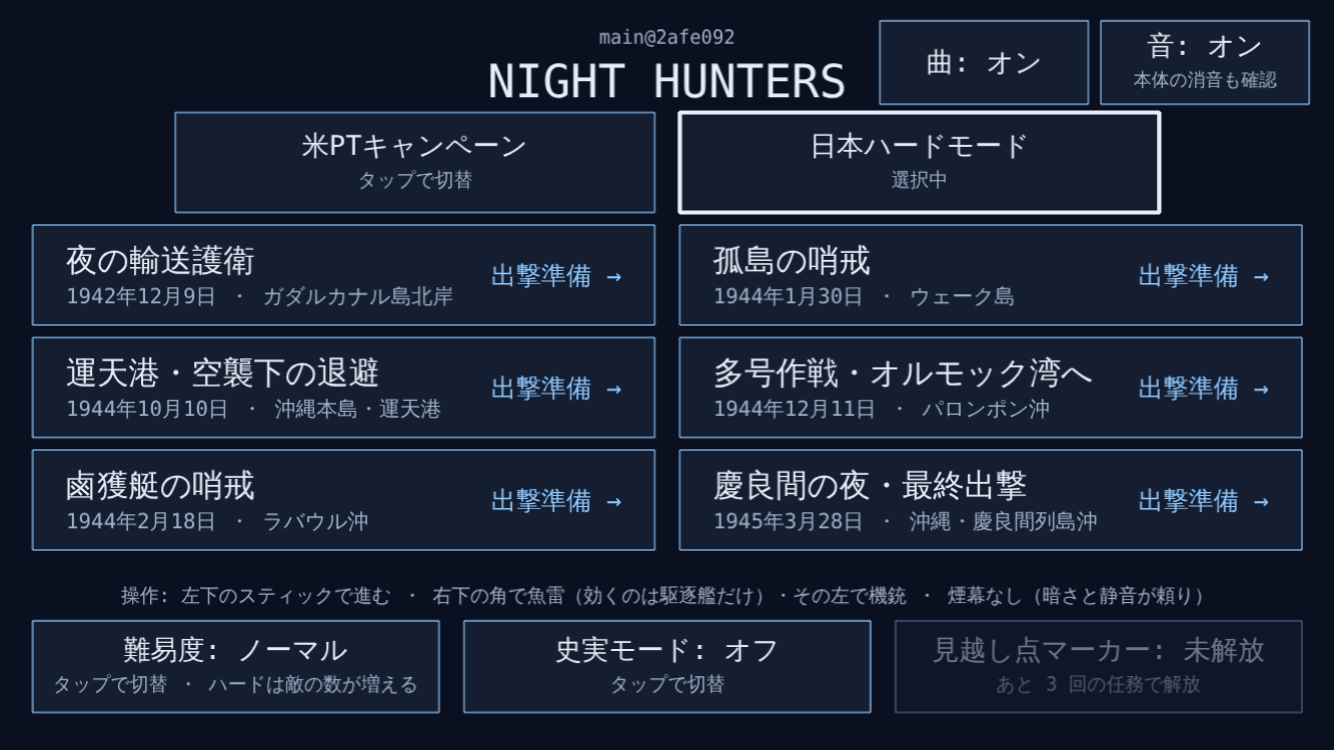 main@2afe092
NIGHT HUNTERS
曲: オン
音: オン
本体の消音も確認
米PTキャンペーン
タップで切替
日本ハードモード
選択中
夜の輸送護衛
1942年12月9日 · ガダルカナル島北岸
出撃準備 →
孤島の哨戒
1944年1月30日 · ウェーク島
出撃準備 →
運天港・空襲下の退避
1944年10月10日 · 沖縄本島・運天港
出撃準備 →
多号作戦・オルモック湾へ
1944年12月11日 · パロンポン沖
出撃準備 →
鹵獲艇の哨戒
1944年2月18日 · ラバウル沖
出撃準備 →
慶良間の夜・最終出撃
1945年3月28日 · 沖縄・慶良間列島沖
出撃準備 →
操作: 左下のスティックで進む · 右下の角で魚雷（効くのは駆逐艦だけ）・その左で機銃 · 煙幕なし（暗さと静音が頼り）
難易度: ノーマル
タップで切替 · ハードは敵の数が増える
史実モード: オフ
タップで切替
見越し点マーカー: 未解放
あと 3 回の任務で解放